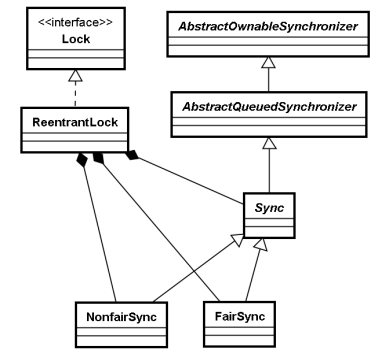 <<interface>>
Lock
AbstractOwnableSynchronizer
ReentrantLock
AbstractQueuedSynchronizer
Sync
NonfairSync
FairSync